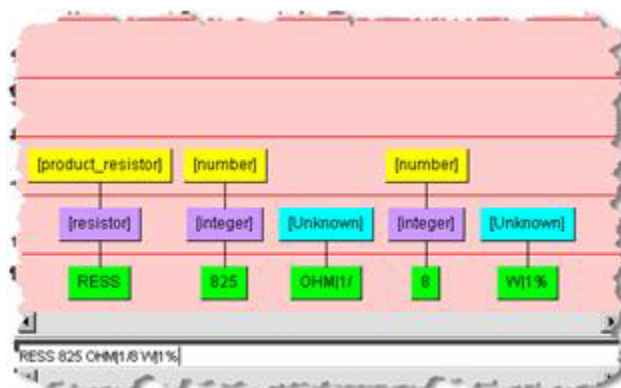 [product_resistor] [number] [number]
[resistor] [integer] [Unknown] [integer] [Unknown]
RESS 825 OHM|1/ 8 W|1%
RESS 825 OHM|1/8 W|1%